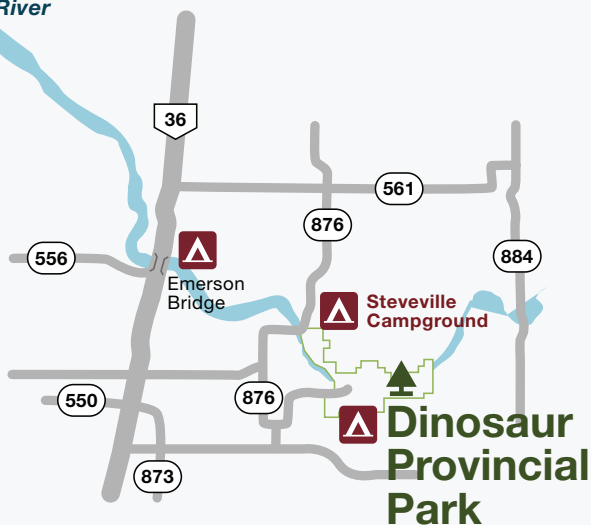 River
36
561
876
884
556
Emerson
Bridge
Steveville
Campground
550
876
873
Dinosaur
Provincial
Park